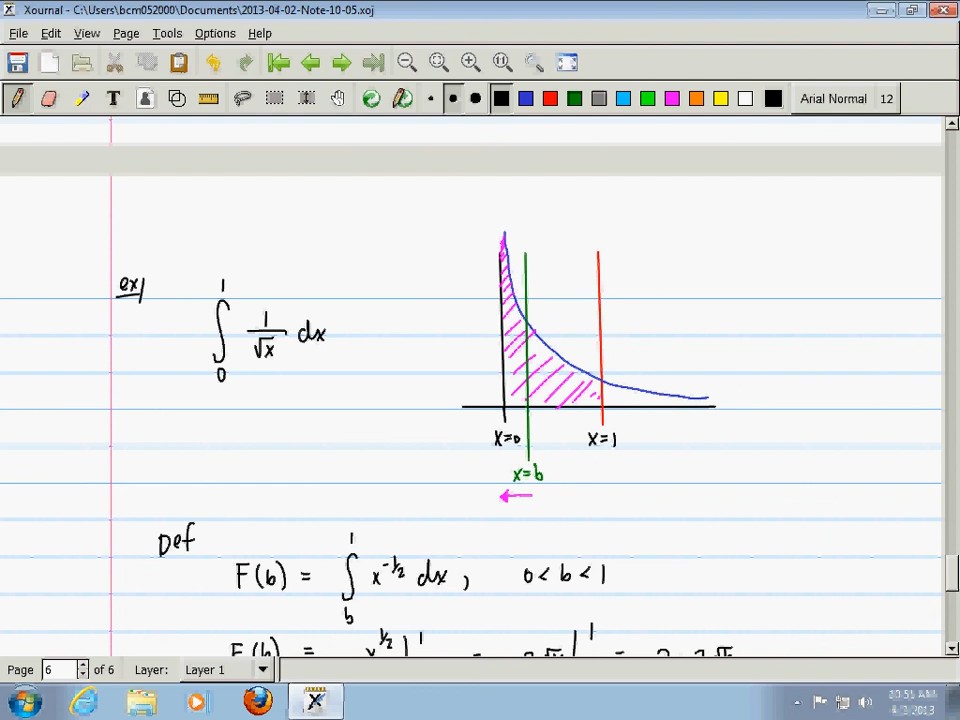 Xournal - C:\Users\bcm052000\2013-04-02-Note-10-05.xoj
File Edit View Page Tools Options Help
T Arial Normal 12
ex)
∫₀¹ 1/√x dx
x=0 x=1
x=b
Def
F(b) = ∫_b^1 x^{-1/2} dx , 0 < b < 1
Page 6 of 6 Layer: Layer 1
10:55 AM
4/2/2013